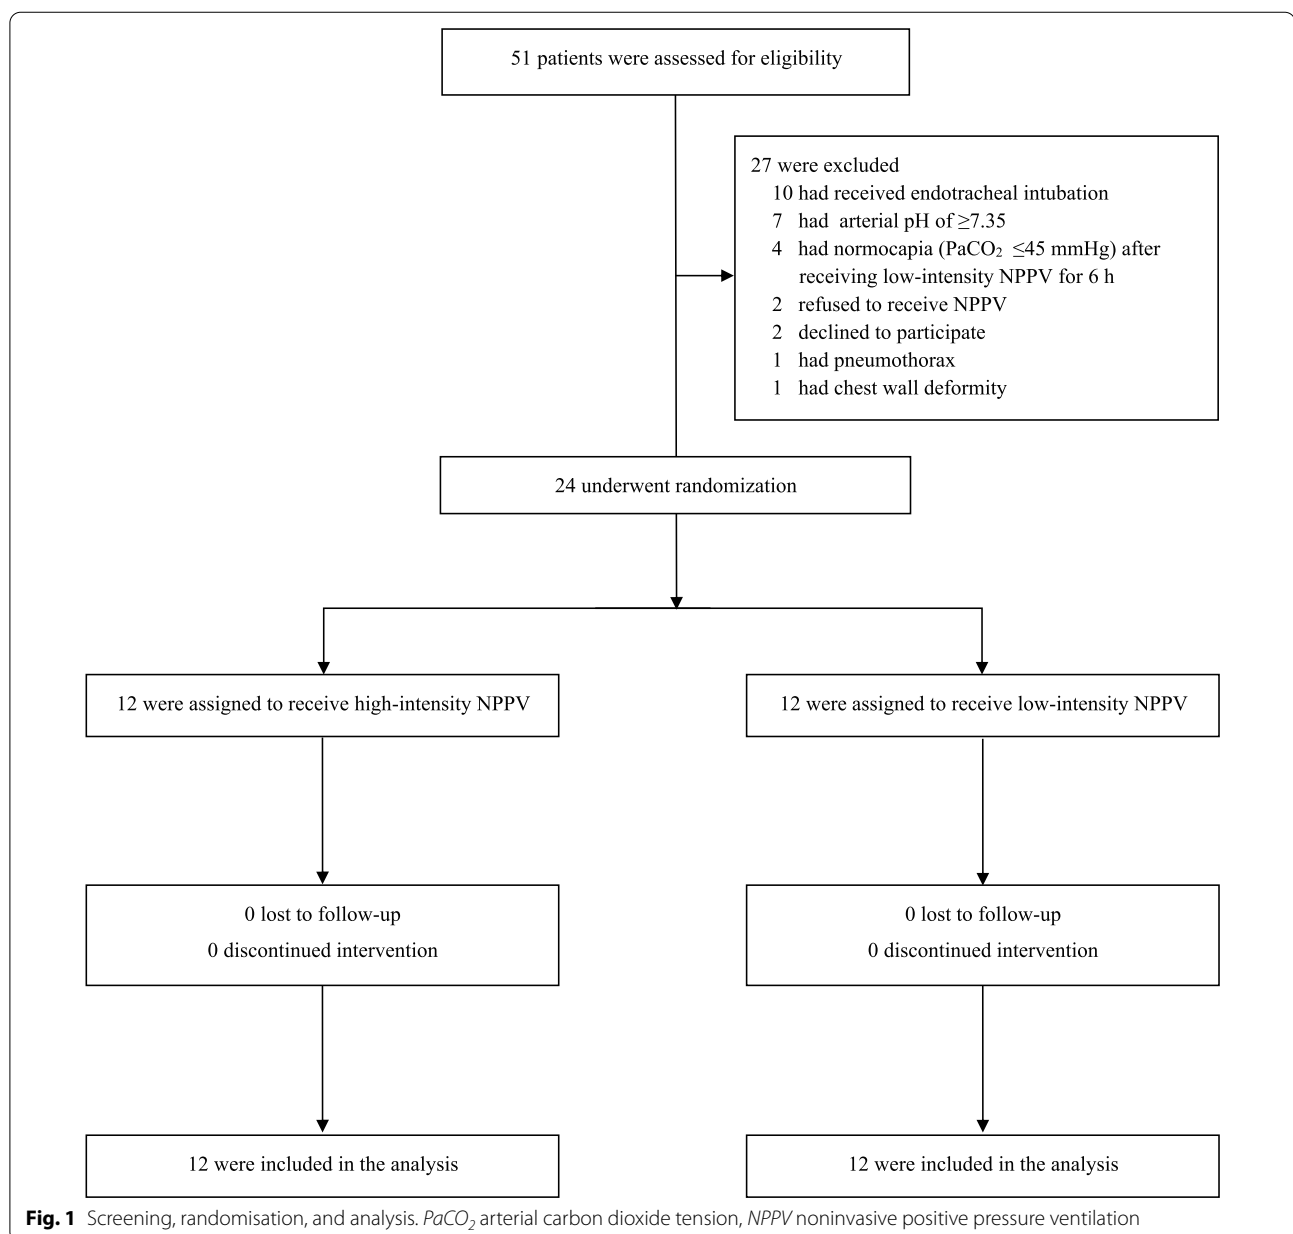 51 patients were assessed for eligibility
27 were excluded
10 had received endotracheal intubation
7 had arterial pH of ≥7.35
4 had normocapia (PaCO₂ ≤45 mmHg) after
receiving low-intensity NPPV for 6 h
2 refused to receive NPPV
2 declined to participate
1 had pneumothorax
1 had chest wall deformity
24 underwent randomization
12 were assigned to receive high-intensity NPPV
12 were assigned to receive low-intensity NPPV
0 lost to follow-up
0 discontinued intervention
0 lost to follow-up
0 discontinued intervention
12 were included in the analysis
12 were included in the analysis
Fig. 1 Screening, randomisation, and analysis. PaCO₂ arterial carbon dioxide tension, NPPV noninvasive positive pressure ventilation